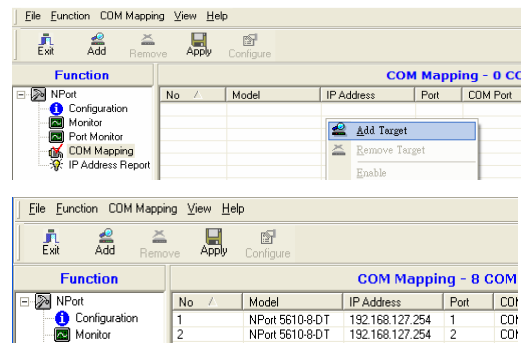 File Function COM Mapping View Help
Exit Add Remove Apply Configure
Function COM Mapping - 0 CO
NPort No Model IP Address Port COM Port
Configuration
Monitor Add Target
Port Monitor
COM Mapping Remove Target
IP Address Report Enable
File Function COM Mapping View Help
Exit Add Remove Apply Configure
Function COM Mapping - 8 COM
NPort No Model IP Address Port
Configuration 1 NPort 5610-8-DT 192.168.127.254 1
Monitor 2 NPort 5610-8-DT 192.168.127.254 2